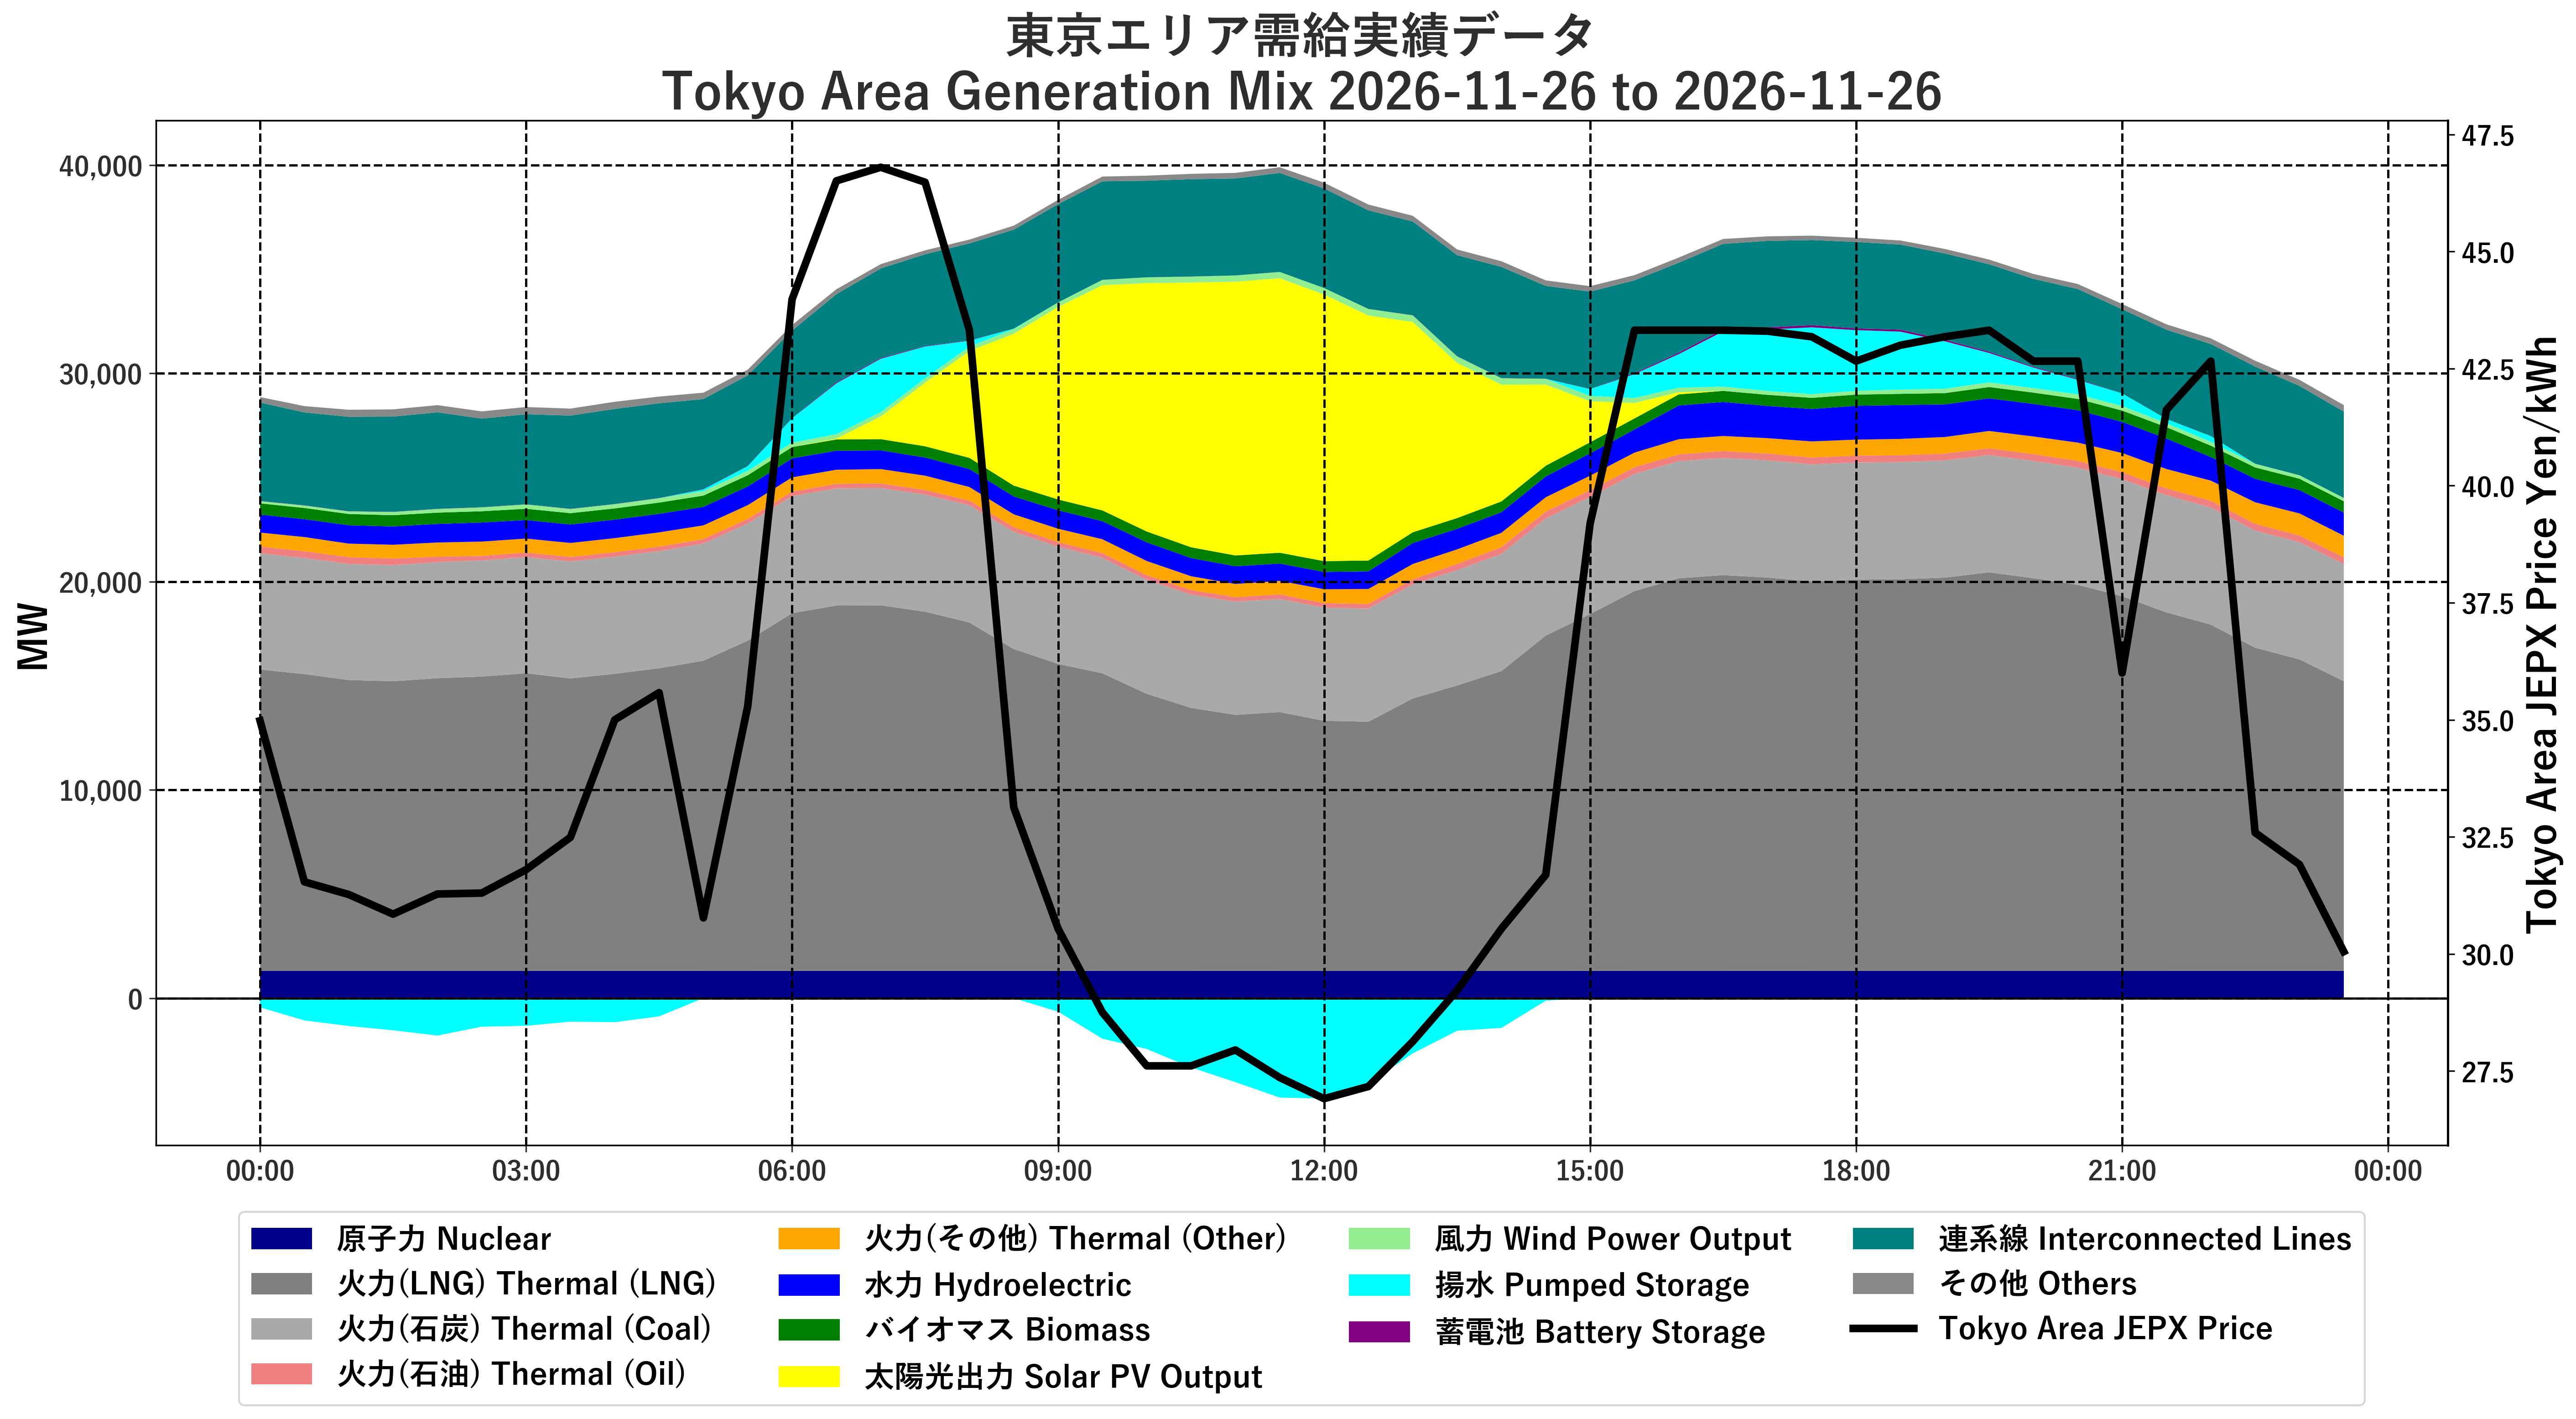 東京エリア需給実績データ
Tokyo Area Generation Mix 2026-11-26 to 2026-11-26
MW
40,000
30,000
20,000
10,000
0
47.5
45.0
42.5
40.0
37.5
35.0
32.5
30.0
27.5
Tokyo Area JEPX Price Yen/kWh
00:00 03:00 06:00 09:00 12:00 15:00 18:00 21:00 00:00
原子力 Nuclear
火力(LNG) Thermal (LNG)
火力(石炭) Thermal (Coal)
火力(石油) Thermal (Oil)
火力(その他) Thermal (Other)
水力 Hydroelectric
バイオマス Biomass
太陽光出力 Solar PV Output
風力 Wind Power Output
揚水 Pumped Storage
蓄電池 Battery Storage
連系線 Interconnected Lines
その他 Others
Tokyo Area JEPX Price